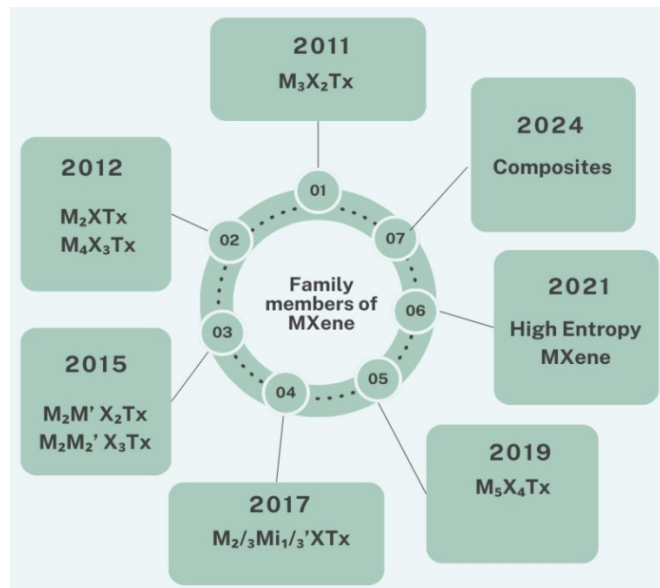 2011
M₃X₂Tx
01
2024
Composites
07
2012
M₂XTx
M₄X₃Tx
02
Family
members of
MXene
2021
High Entropy
MXene
06
2015
M₂M’ X₂Tx
M₂M₂’ X₃Tx
03
04
05
2019
M₅X₄Tx
2017
M₂/₃Mi₁/₃’XTx